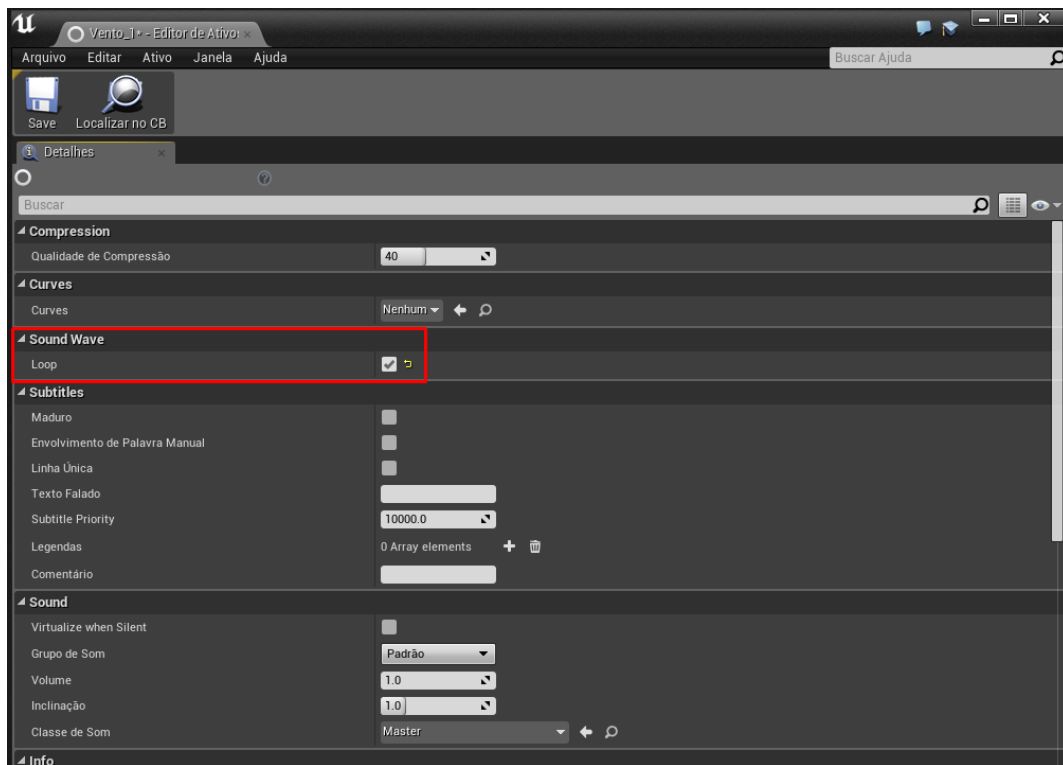 Vento_1* - Editor de Ativos
Arquivo Editar Ativo Janela Ajuda Buscar Ajuda
Save Localizar no CB
Detalhes
Buscar
Compression
Qualidade de Compressão 40
Curves
Curves Nenhum
Sound Wave
Loop
Subtitles
Maduro
Envolvimento de Palavra Manual
Linha Única
Texto Falado
Subtitle Priority 10000.0
Legendas 0 Array elements
Comentário
Sound
Virtualize when Silent
Grupo de Som Padrão
Volume 1.0
Inclinação 1.0
Classe de Som Master
Info